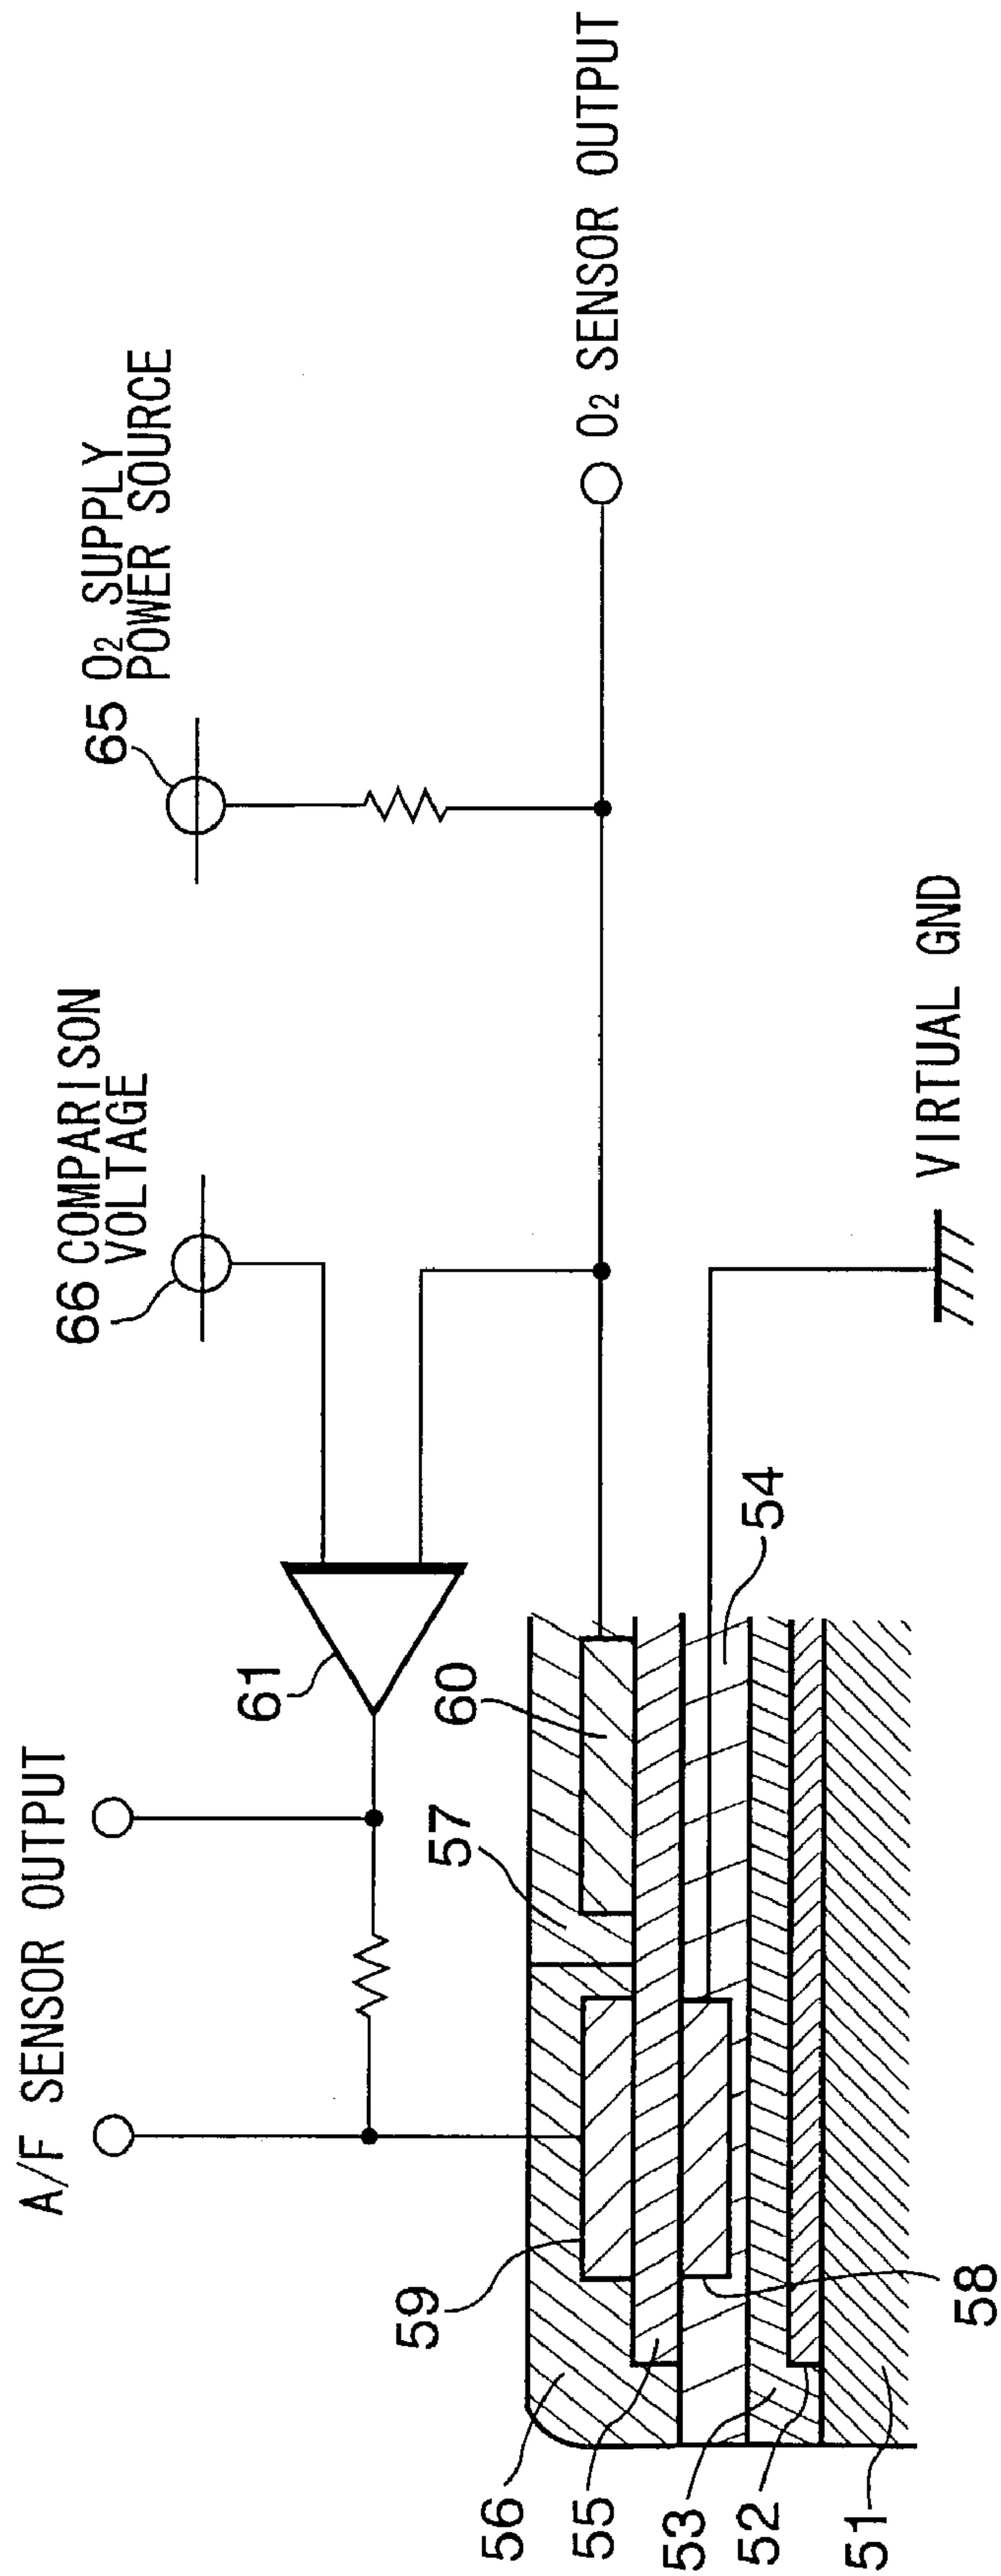 A/F SENSOR OUTPUT
66 COMPARISON
VOLTAGE
65 O2 SUPPLY
POWER SOURCE
61
O2 SENSOR OUTPUT
57
60
54
VIRTUAL GND
59
56
55
53
52
51
58